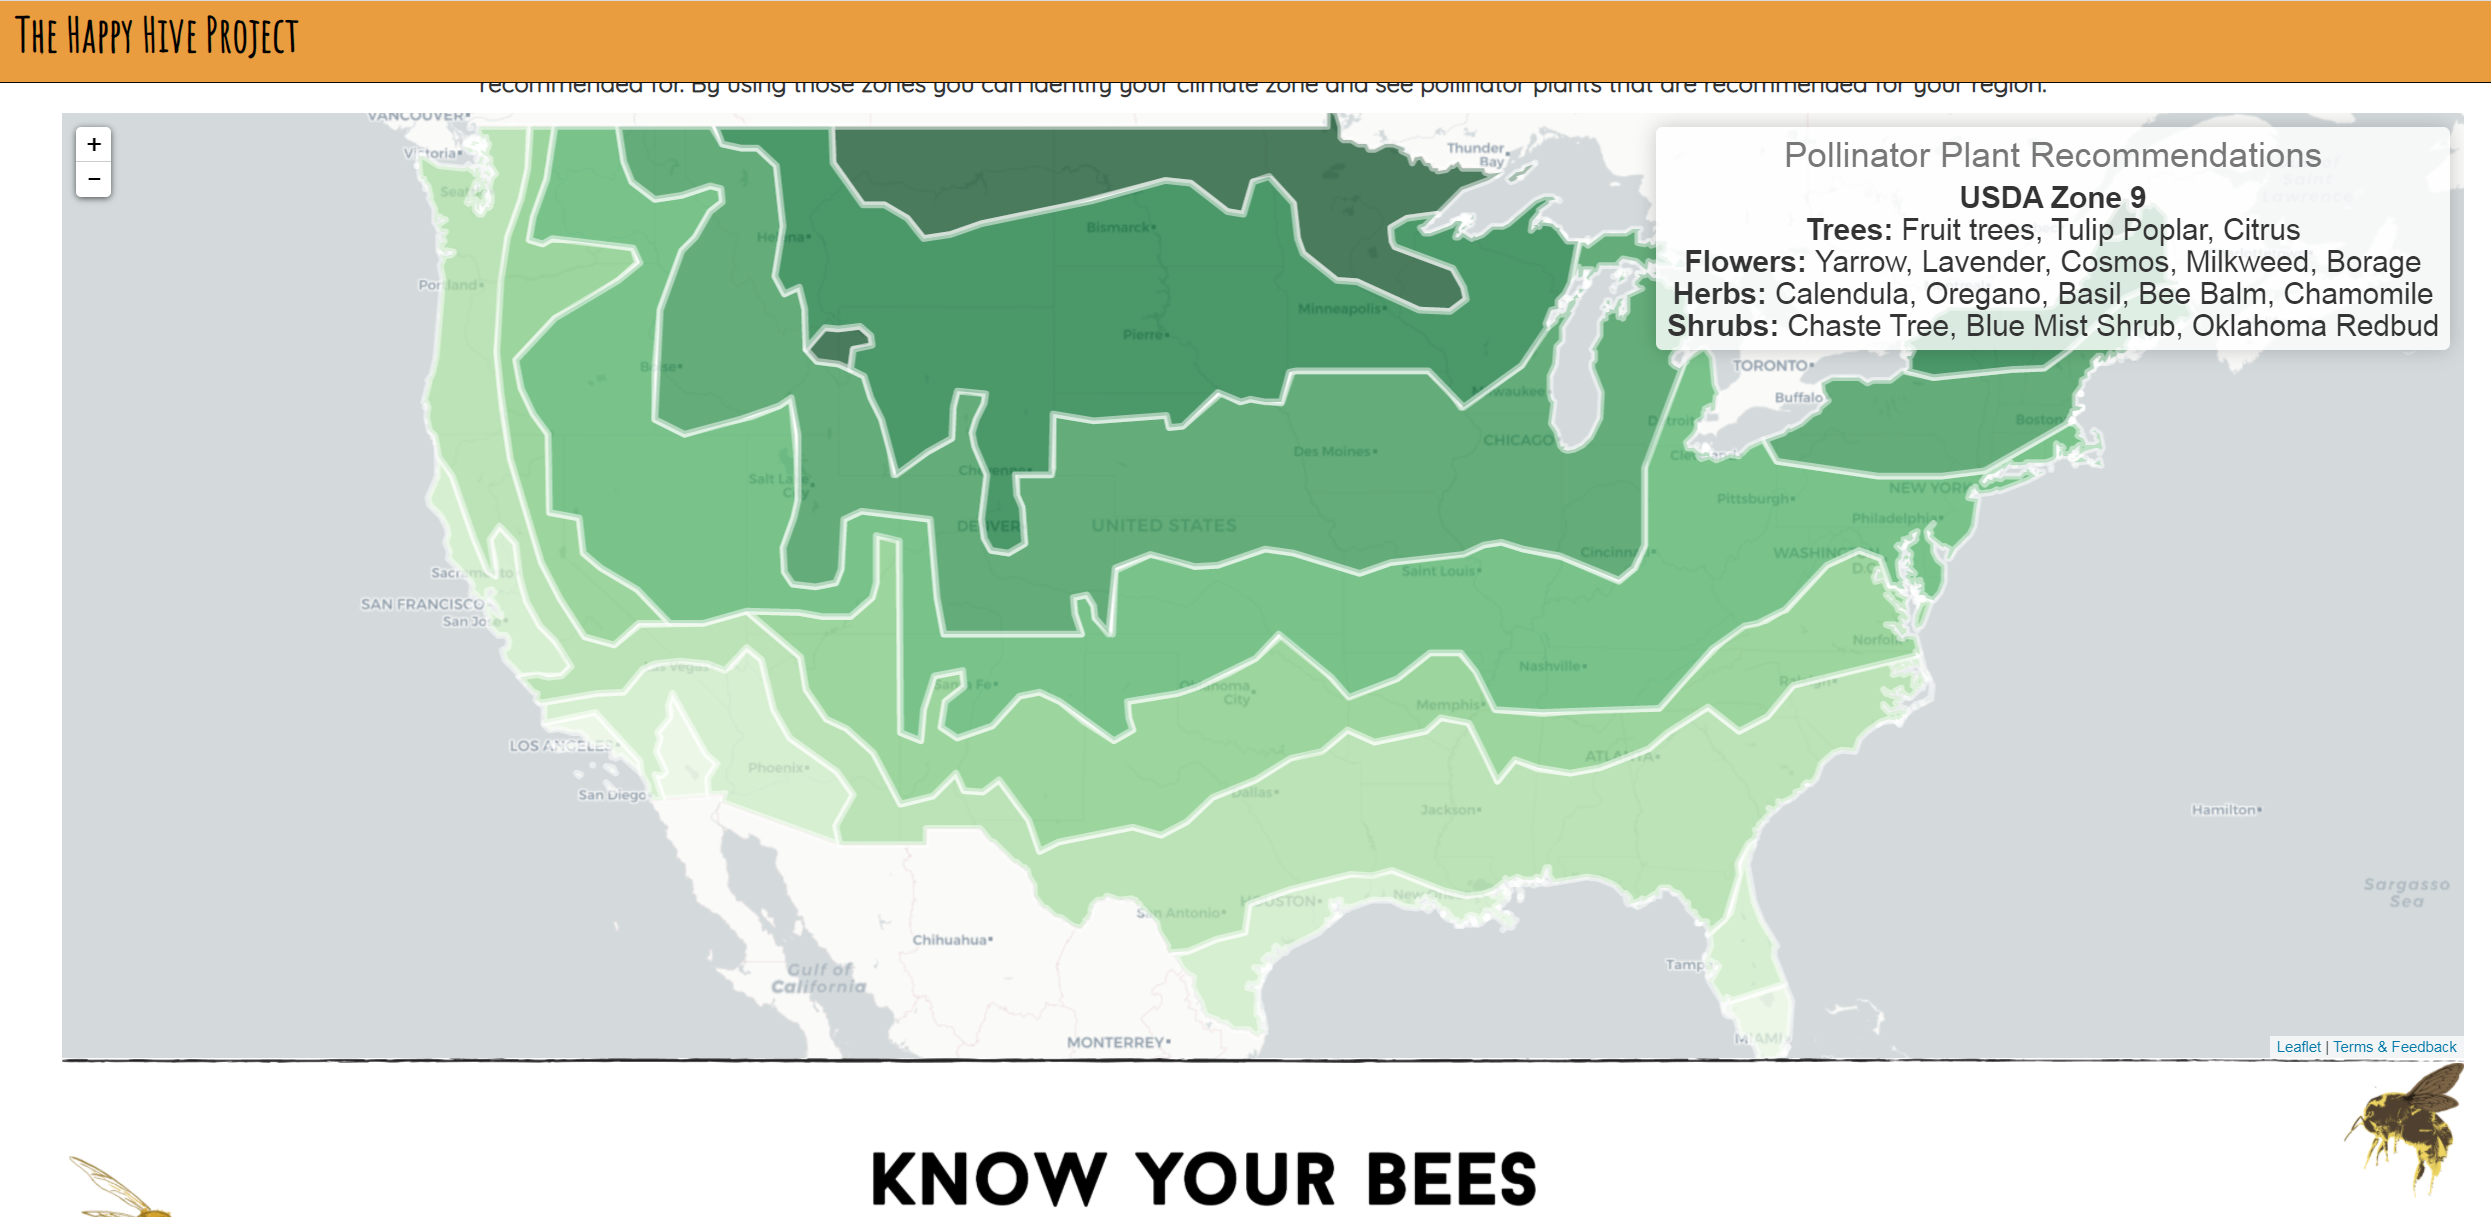 The Happy Hive Project
recommended for. By using those zones you can identify your climate zone and see pollinator plants that are recommended for your region.
+
−
Pollinator Plant Recommendations
USDA Zone 9
Trees: Fruit trees, Tulip Poplar, Citrus
Flowers: Yarrow, Lavender, Cosmos, Milkweed, Borage
Herbs: Calendula, Oregano, Basil, Bee Balm, Chamomile
Shrubs: Chaste Tree, Blue Mist Shrub, Oklahoma Redbud
VANCOUVER
Victoria
Seattle
Thunder
Bay
Portland
Helena
Bismarck
Minneapolis
Pierre
Boise
TORONTO
Buffalo
Milwaukee
Detroit
Boston
CHICAGO
Des Moines
Cleveland
Cheyenne
Salt Lake
City
Pittsburgh
NEW YORK
Philadelphia
DENVER
UNITED STATES
WASHINGTON
D.C.
Cincinnati
Saint Louis
Sacramento
SAN FRANCISCO
San Jose
Norfolk
Las Vegas
Santa Fe
Oklahoma
City
Nashville
Raleigh
Memphis
LOS ANGELES
Phoenix
ATLANTA
San Diego
Dallas
Jackson
Hamilton
San Antonio
HOUSTON
New Orleans
Sargasso
Sea
Chihuahua
Tampa
Gulf of
California
MONTERREY
MIAMI
Leaflet | Terms & Feedback
KNOW YOUR BEES